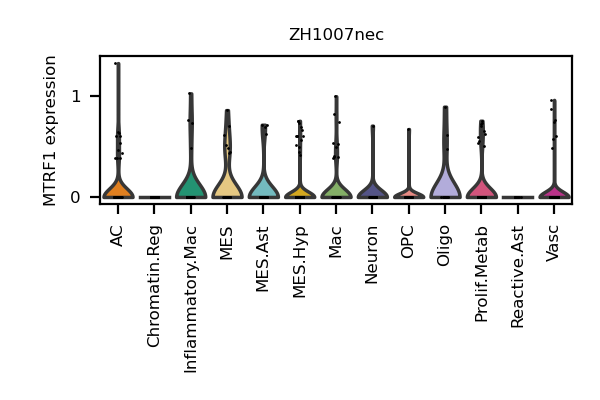 ZH1007nec
MTRF1 expression
1
0
AC
Chromatin.Reg
Inflammatory.Mac
MES
MES.Ast
MES.Hyp
Mac
Neuron
OPC
Oligo
Prolif.Metab
Reactive.Ast
Vasc